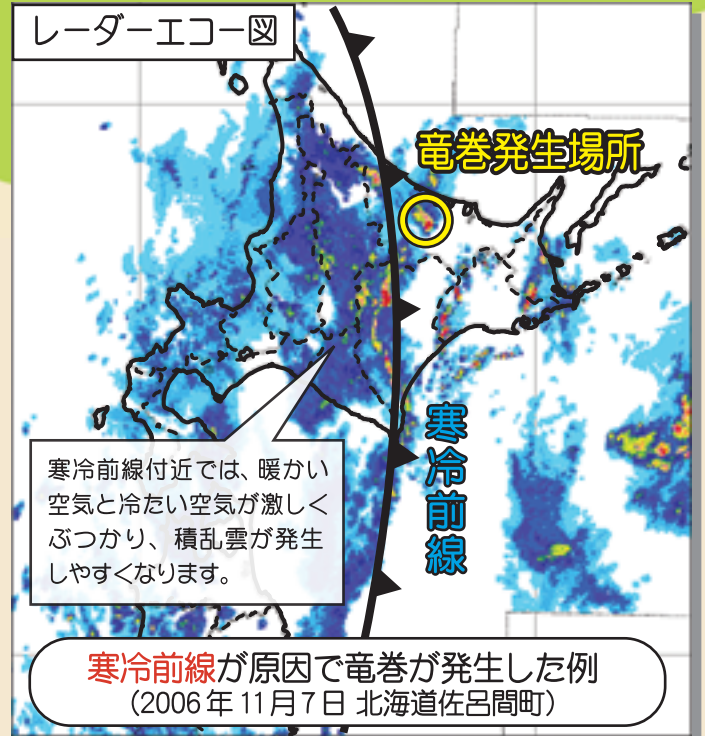 レーダーエコー図
竜巻発生場所
寒冷前線
寒冷前線付近では、暖かい
空気と冷たい空気が激しく
ぶつかり、積乱雲が発生
しやすくなります。
寒冷前線が原因で竜巻が発生した例
(2006年11月7日 北海道佐呂間町)